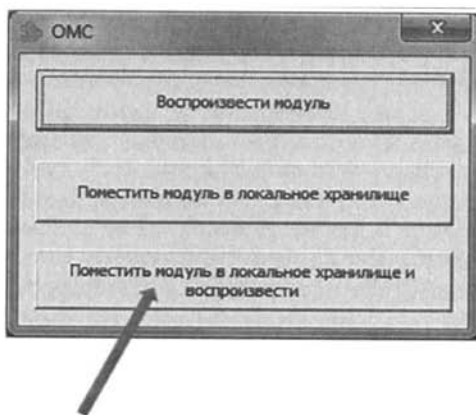 ОМС
Воспроизвести модуль
Поместить модуль в локальное хранилище
Поместить модуль в локальное хранилище и
воспроизвести